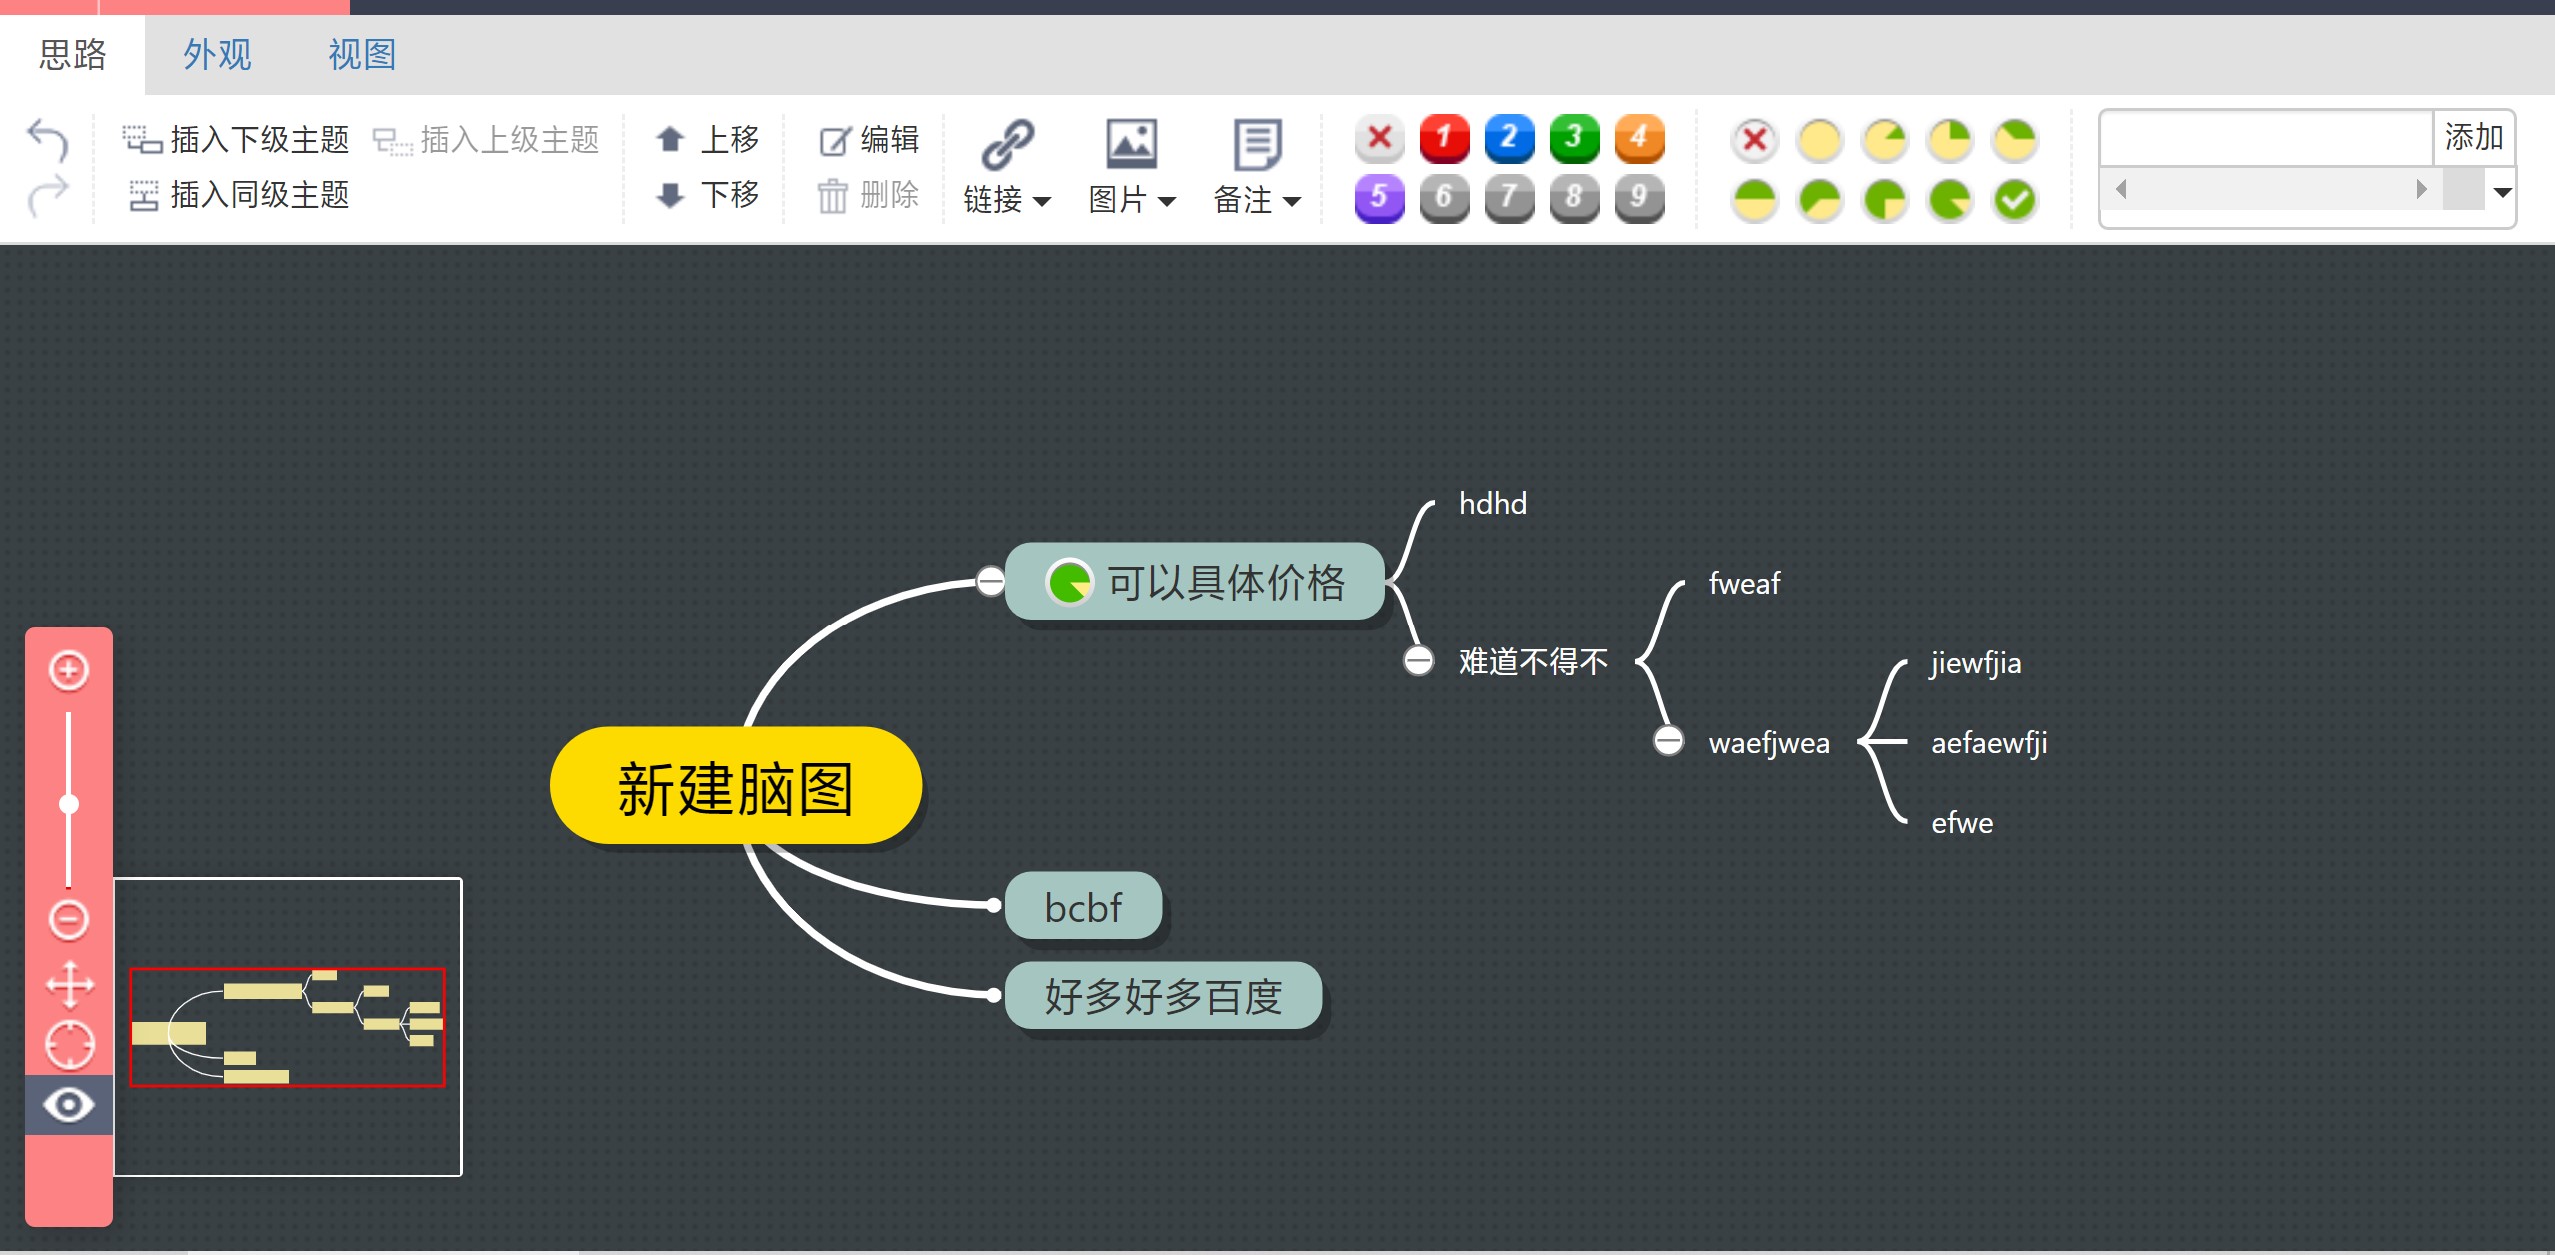 思路 外观 视图
插入下级主题 插入上级主题 上移 编辑 1 2 3 4 添加
插入同级主题 下移 删除 链接 图片 备注 5 6 7 8 9
hdhd
可以具体价格 fweaf
难道不得不 jiewfjia
waefjwea aefaewfji
新建脑图
efwe
bcbf
好多好多百度